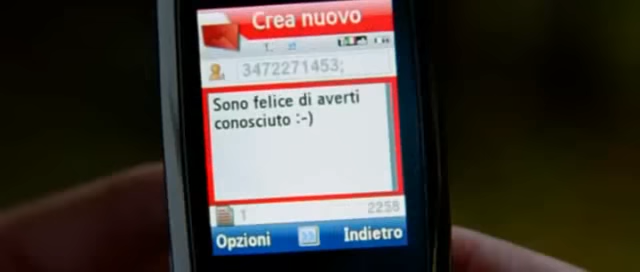 Crea nuovo
3472271453;
Sono felice di averti
conosciuto :-)
1 2258
Opzioni Indietro